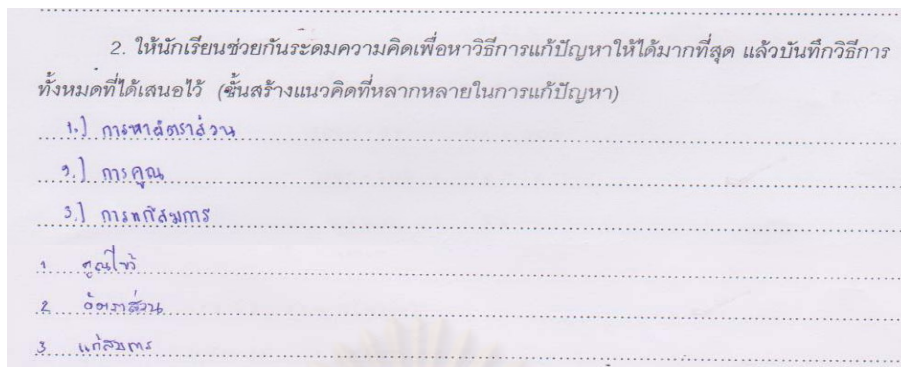 2. ให้นักเรียนช่วยกันระดมความคิดเพื่อหาวิธีการแก้ปัญหาให้ได้มากที่สุด แล้วบันทึกวิธีการ
ทั้งหมดที่ได้เสนอไว้ (ขั้นสร้างแนวคิดที่หลากหลายในการแก้ปัญหา)
1.) การหาอัตราส่วน
2.) การคูณ
3.) การแก้สมการ
1 คูณไขว้
2 อัตราส่วน
3 แก้สมการ